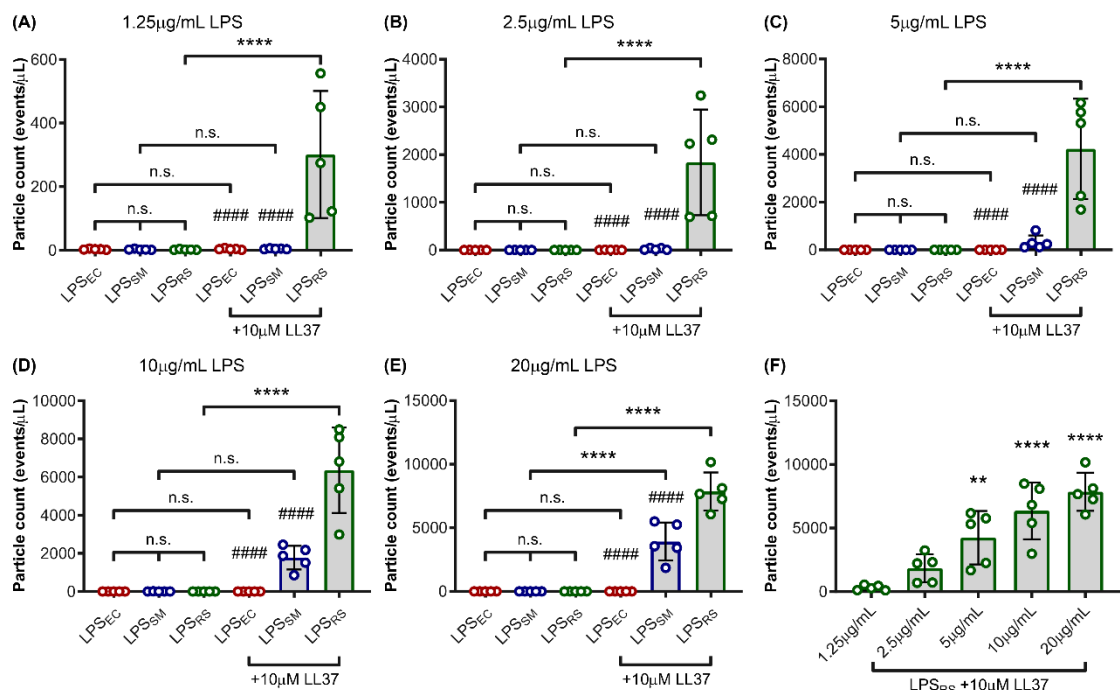 (A) 1.25µg/mL LPS
Particle count (events/µL)
600
400
200
0
****
n.s.
n.s.
n.s. #### ####
LPSEC LPSSM LPSRS LPSEC LPSSM LPSRS
+10µM LL37
(B) 2.5µg/mL LPS
Particle count (events/µL)
4000
3000
2000
1000
0
****
n.s.
n.s.
n.s. #### ####
LPSEC LPSSM LPSRS LPSEC LPSSM LPSRS
+10µM LL37
(C) 5µg/mL LPS
Particle count (events/µL)
8000
6000
4000
2000
0
****
n.s.
n.s.
####
n.s. ####
LPSEC LPSSM LPSRS LPSEC LPSSM LPSRS
+10µM LL37
(D) 10µg/mL LPS
Particle count (events/µL)
10000
8000
6000
4000
2000
0
****
n.s.
n.s.
####
n.s. ####
LPSEC LPSSM LPSRS LPSEC LPSSM LPSRS
+10µM LL37
(E) 20µg/mL LPS
Particle count (events/µL)
15000
10000
5000
0
****
n.s. ****
n.s. ####
n.s. ####
LPSEC LPSSM LPSRS LPSEC LPSSM LPSRS
+10µM LL37
(F)
Particle count (events/µL)
15000
10000
5000
0
** **** ****
1.25µg/mL 2.5µg/mL 5µg/mL 10µg/mL 20µg/mL
LPSRS +10µM LL37